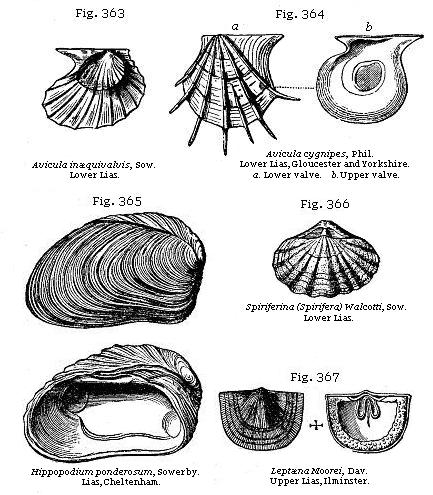 Fig. 363
Fig. 364
a
b
Avicula inæquivalvis, Sow.
Lower Lias.
Avicula cygnipes, Phil.
Lower Lias, Gloucester and Yorkshire.
a. Lower valve. b. Upper valve.
Fig. 365
Fig. 366
Spiriferina (Spirifera) Walcotti, Sow.
Lower Lias.
Fig. 367
Hippopodium ponderosum, Sowerby.
Lias, Cheltenham.
Leptæna Moorei, Dav.
Upper Lias, Ilminster.